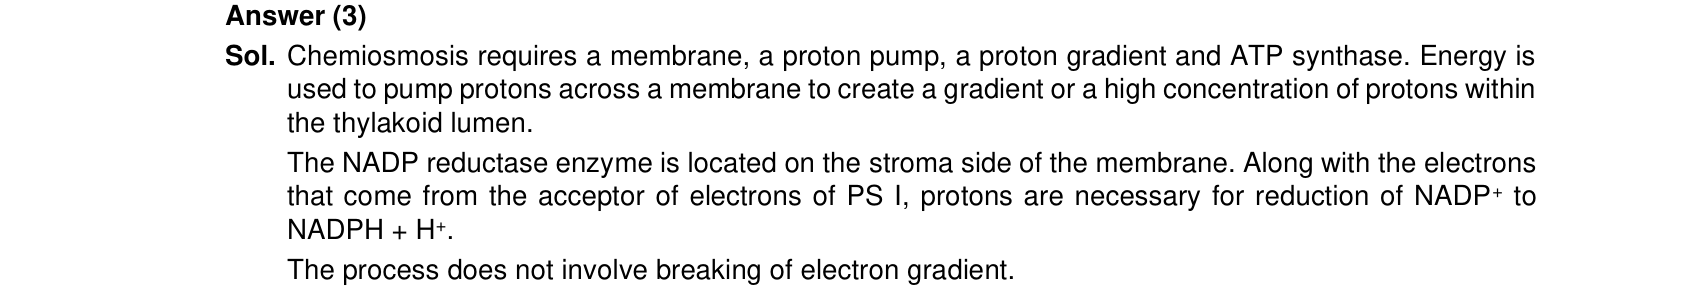 Answer (3)
Sol. Chemiosmosis requires a membrane, a proton pump, a proton gradient and ATP synthase. Energy is
used to pump protons across a membrane to create a gradient or a high concentration of protons within
the thylakoid lumen.
The NADP reductase enzyme is located on the stroma side of the membrane. Along with the electrons
that come from the acceptor of electrons of PS I, protons are necessary for reduction of NADP⁺ to
NADPH + H⁺.
The process does not involve breaking of electron gradient.